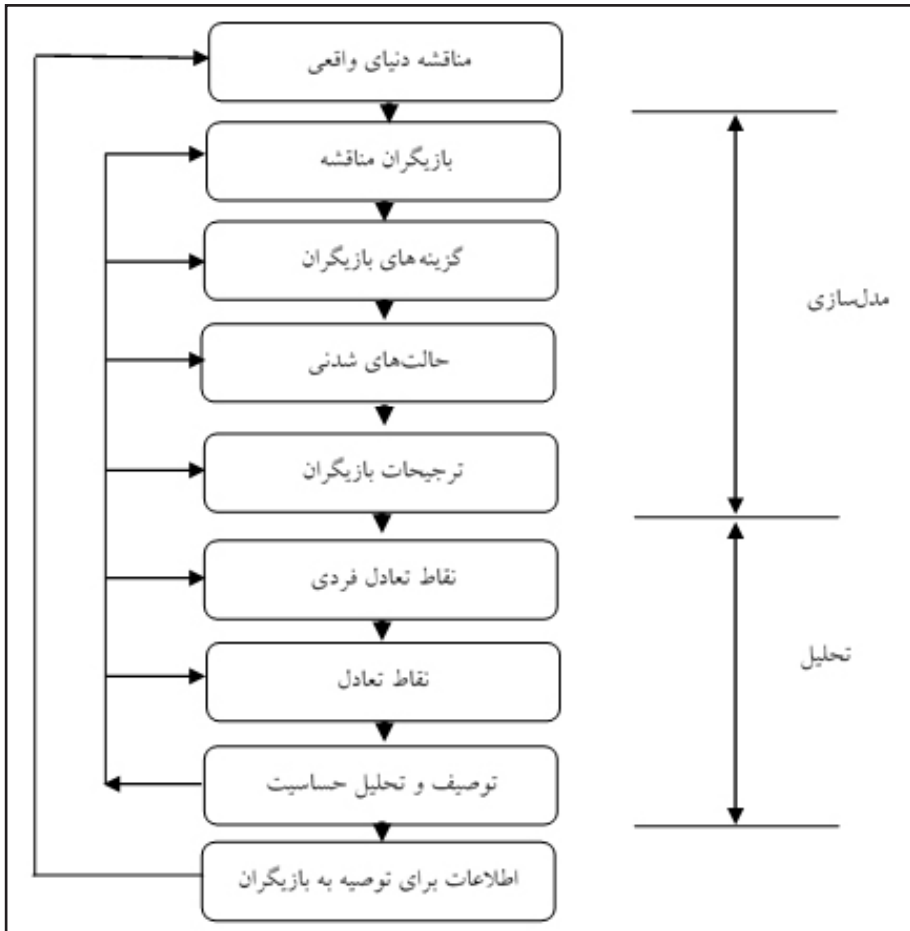 مناقشه دنیای واقعی
بازیگران مناقشه
گزینه‌های بازیگران
مدل‌سازی
حالت‌های شدنی
ترجیحات بازیگران
نقاط تعادل فردی
تحلیل
نقاط تعادل
توصیف و تحلیل حساسیت
اطلاعات برای توصیه به بازیگران